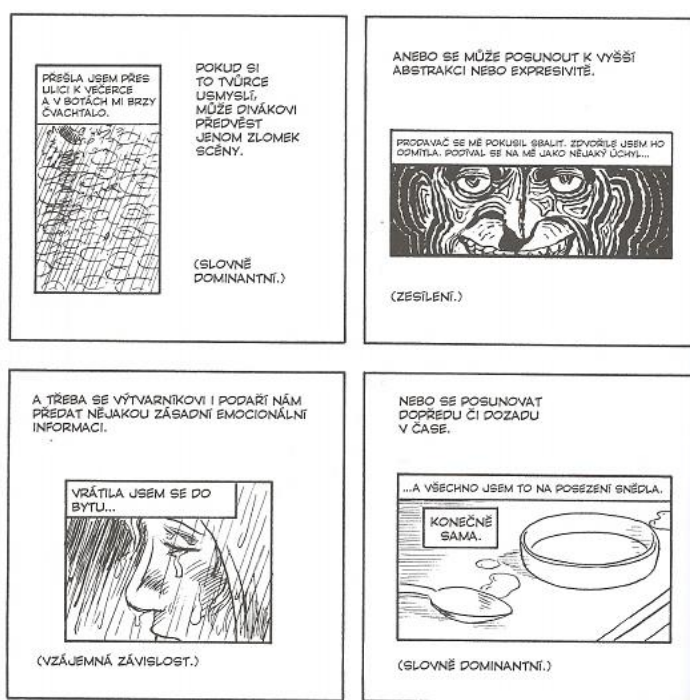 PŘEŠLA JSEM PŘES
ULICI K VEČERCE
A V BOTÁCH MI BRZY
ČVACHTALO.
POKUD SI
TO TVŮRCE
USMYSLÍ,
MŮŽE DIVÁKOVI
PŘEDVÉST
JENOM ZLOMEK
SCÉNY.
(SLOVNĚ
DOMINANTNÍ.)
ANEBO SE MŮŽE POSUNOUT K VYŠŠÍ
ABSTRAKCI NEBO EXPRESIVITĚ.
PRODAVAČ SE MĚ POKUSIL SBALIT. ZDVOŘILE JSEM HO
ODMÍTLA. PODÍVAL SE NA MĚ JAKO NĚJAKÝ ÚCHYL...
(ZESÍLENÍ.)
A TŘEBA SE VÝTVARNÍKOVI I PODAŘÍ NÁM
PŘEDAT NĚJAKOU ZÁSADNÍ EMOCIONÁLNÍ
INFORMACI.
VRÁTILA JSEM SE DO
BYTU...
(VZÁJEMNÁ ZÁVISLOST.)
NEBO SE POSUNOVAT
DOPŘEDU ČI DOZADU
V ČASE.
...A VŠECHNO JSEM TO NA POSEZENÍ SNĚDLA.
KONEČNĚ
SAMA.
(SLOVNĚ DOMINANTNÍ.)